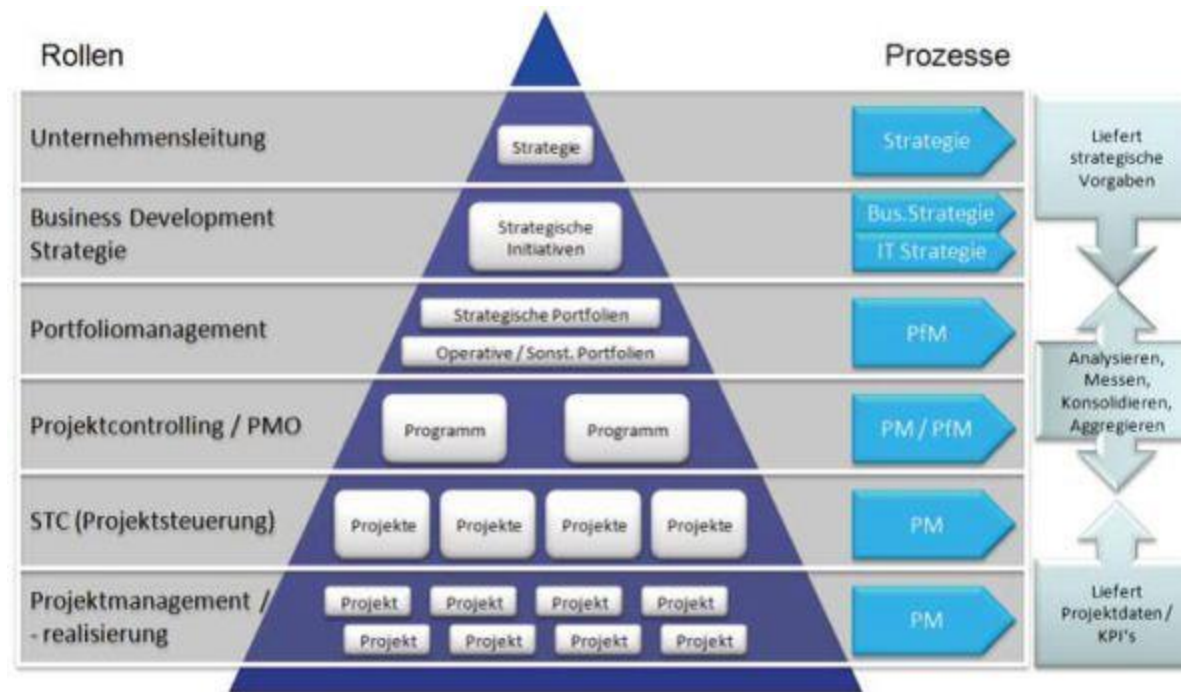 Rollen
Prozesse
Unternehmensleitung
Strategie
Strategie
Liefert
strategische
Vorgaben
Business Development
Strategie
Strategische
Initiativen
Bus.Strategie
IT Strategie
Portfoliomanagement
Strategische Portfolien
Operative / Sonst. Portfolien
PfM
Analysieren,
Messen,
Konsolidieren,
Aggregieren
Projektcontrolling / PMO
Programm
Programm
PM / PfM
STC (Projektsteuerung)
Projekte
Projekte
Projekte
Projekte
PM
Projektmanagement /
- realisierung
Projekt
Projekt
Projekt
Projekt
Projekt
Projekt
Projekt
Projekt
PM
Liefert
Projektdaten /
KPI's